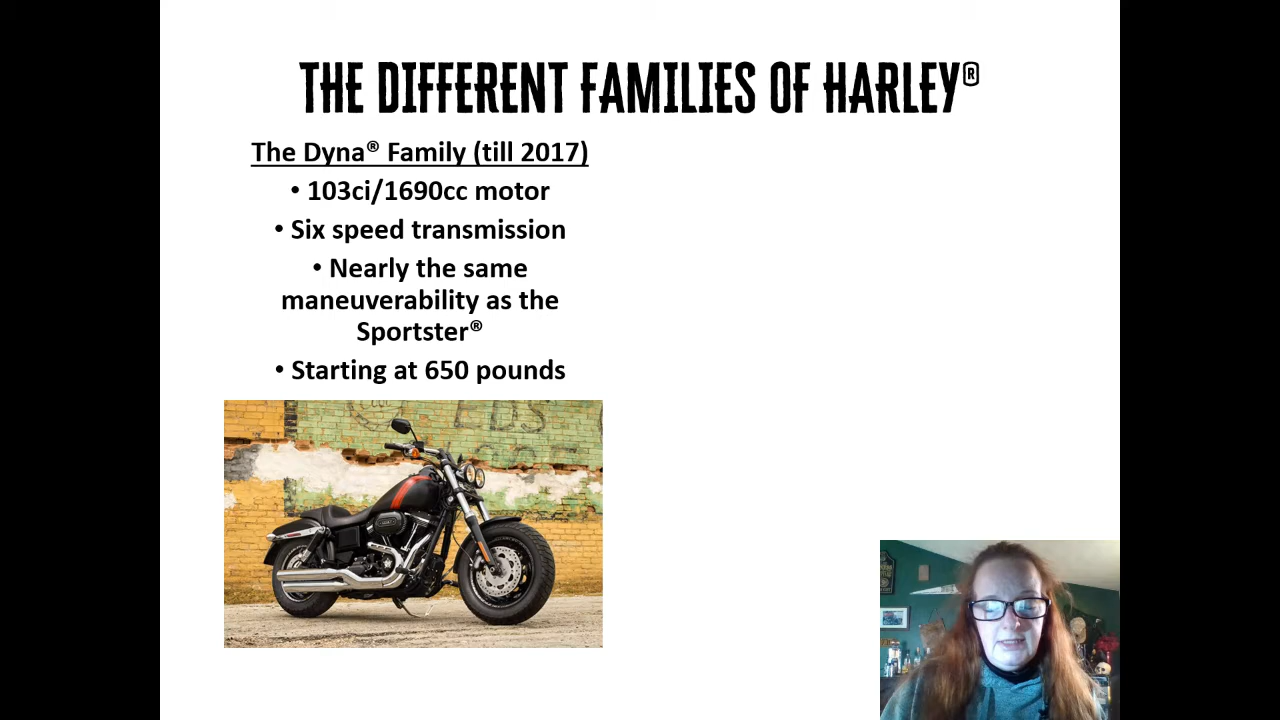 THE DIFFERENT FAMILIES OF HARLEY®
The Dyna® Family (till 2017)
• 103ci/1690cc motor
• Six speed transmission
• Nearly the same
maneuverability as the
Sportster®
• Starting at 650 pounds